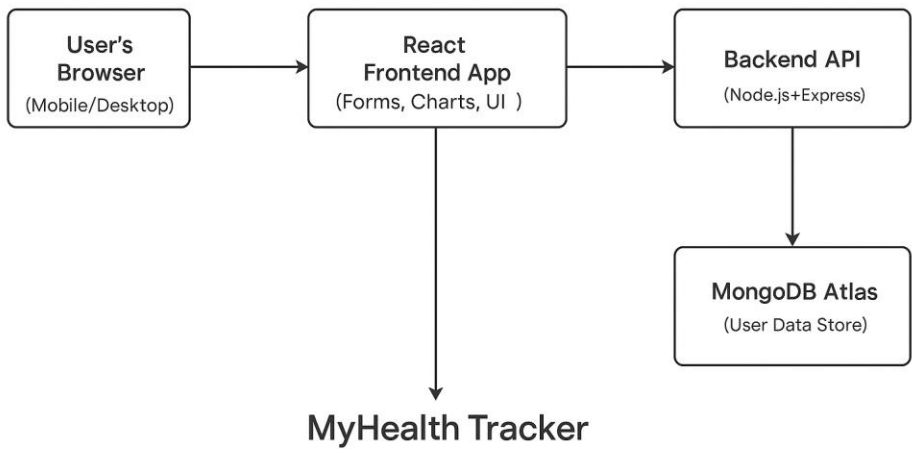 User's
Browser
(Mobile/Desktop)
React
Frontend App
(Forms, Charts, UI )
Backend API
(Node.js+Express)
MongoDB Atlas
(User Data Store)
MyHealth Tracker